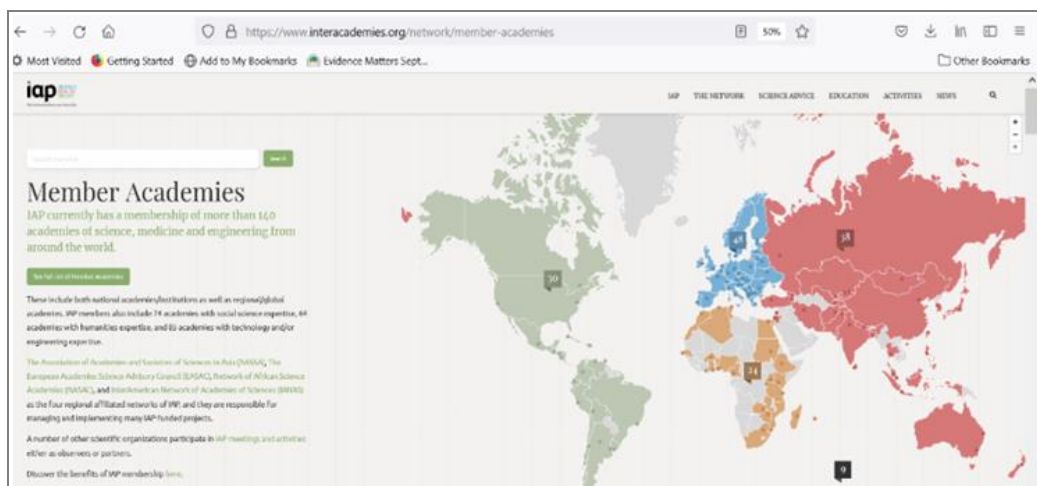 https://www.interacademies.org/network/member-academies
50%
Most Visited Getting Started Add to My Bookmarks Evidence Matters Sept... Other Bookmarks
iap
IAP THE NETWORK SCIENCE ADVICE EDUCATION ACTIVITIES NEWS
Search
Member Academies
IAP currently has a membership of more than 140
academies of science, medicine and engineering from
around the world.
See full list of member academies
These include both national academies/institutions as well as regional/global
academies. IAP members also include 74 academies with social science expertise, 64
academies with humanities expertise, and 85 academies with technology and/or
engineering expertise.
The Association of Academies and Societies of Sciences in Asia (AASSA), The
European Academies Science Advisory Council (EASAC), Network of African Science
Academies (NASAC), and InterAmerican Network of Academies of Sciences (IANAS)
as the four regional affiliated networks of IAP, and they are responsible for
managing and implementing many IAP-funded projects.
A number of other scientific organizations participate in IAP meetings and activities
either as observers or partners.
Discover the benefits of IAP membership here.
30
38
24
9